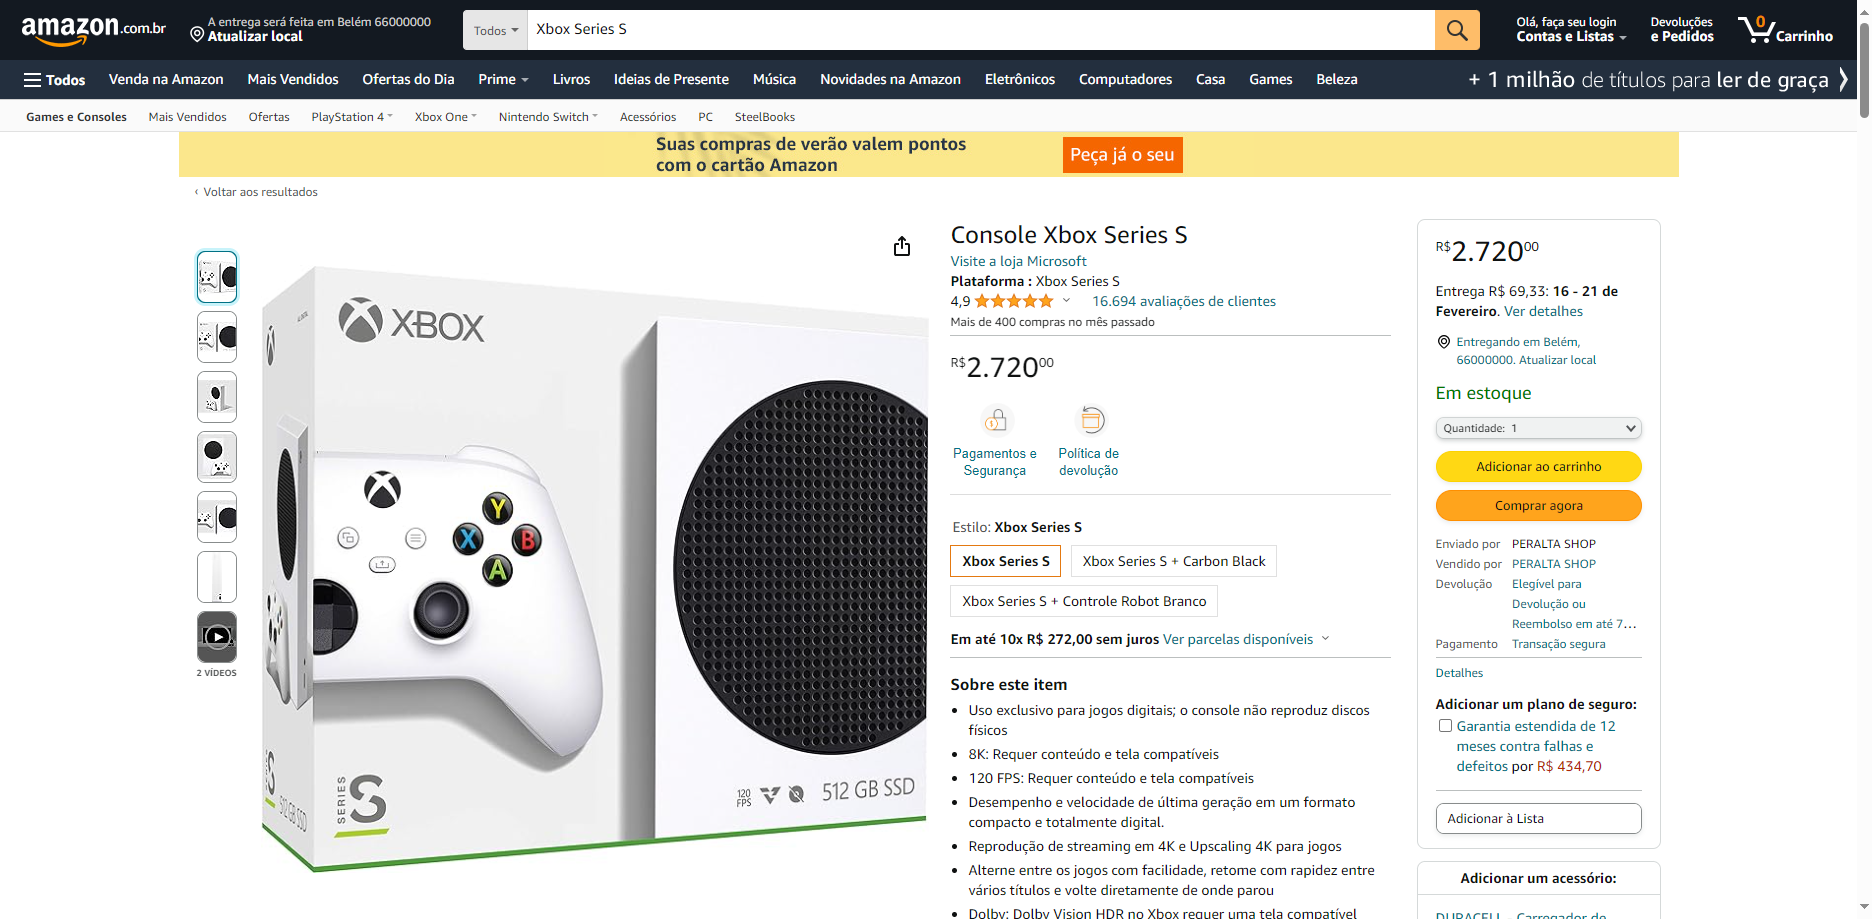 amazon.com.br
A entrega será feita em Belém 66000000
Atualizar local
Todos
Xbox Series S
Olá, faça seu login
Contas e Listas
Devoluções
e Pedidos
0
Carrinho
Todos
Venda na Amazon
Mais Vendidos
Ofertas do Dia
Prime
Livros
Ideias de Presente
Música
Novidades na Amazon
Eletrônicos
Computadores
Casa
Games
Beleza
+ 1 milhão de títulos para ler de graça
Games e Consoles
Mais Vendidos
Ofertas
PlayStation 4
Xbox One
Nintendo Switch
Acessórios
PC
SteelBooks
Suas compras de verão valem pontos
com o cartão Amazon
Peça já o seu
‹ Voltar aos resultados
2 VÍDEOS
XBOX
Y
X
B
A
SERIES S
512 GB SSD
SERIES
S
120
FPS
512 GB SSD
Console Xbox Series S
Visite a loja Microsoft
Plataforma : Xbox Series S
4,9
16.694 avaliações de clientes
Mais de 400 compras no mês passado
R$2.72000
Pagamentos e
Segurança
Política de
devolução
Estilo: Xbox Series S
Xbox Series S
Xbox Series S + Carbon Black
Xbox Series S + Controle Robot Branco
Em até 10x R$ 272,00 sem juros Ver parcelas disponíveis
Sobre este item
• Uso exclusivo para jogos digitais; o console não reproduz discos
físicos
• 8K: Requer conteúdo e tela compatíveis
• 120 FPS: Requer conteúdo e tela compatíveis
• Desempenho e velocidade de última geração em um formato
compacto e totalmente digital.
• Reprodução de streaming em 4K e Upscaling 4K para jogos
• Alterne entre os jogos com facilidade, retome com rapidez entre
vários títulos e volte diretamente de onde parou
• Dolby: Dolby Vision HDR no Xbox requer uma tela compatível
R$2.72000
Entrega R$ 69,33: 16 - 21 de
Fevereiro. Ver detalhes
Entregando em Belém,
66000000. Atualizar local
Em estoque
Quantidade: 1
Adicionar ao carrinho
Comprar agora
Enviado por PERALTA SHOP
Vendido por PERALTA SHOP
Devolução Elegível para
Devolução ou
Reembolso em até 7...
Pagamento Transação segura
Detalhes
Adicionar um plano de seguro:
Garantia estendida de 12
meses contra falhas e
defeitos por R$ 434,70
Adicionar à Lista
Adicionar um acessório:
DURACELL - Carregador de